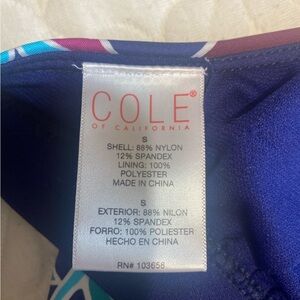 COLE®
OF CALIFORNIA
S
SHELL: 88% NYLON
12% SPANDEX
LINING: 100%
POLYESTER
MADE IN CHINA
S
EXTERIOR: 88% NILON
12% SPANDEX
FORRO: 100% POLIESTER
HECHO EN CHINA
RN# 103656